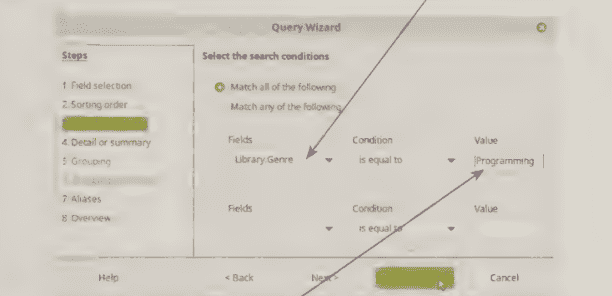 Query Wizard
Steps
Select the search conditions
1 Field selection
Match all of the following
2. Sorting order
Match any of the following
Fields Condition Value
4. Detail or summary
Library.Genre is equal to Programming
5 Grouping
7 Aliases
Fields Condition Value
8 Overview
is equal to
Help < Back Next > Cancel